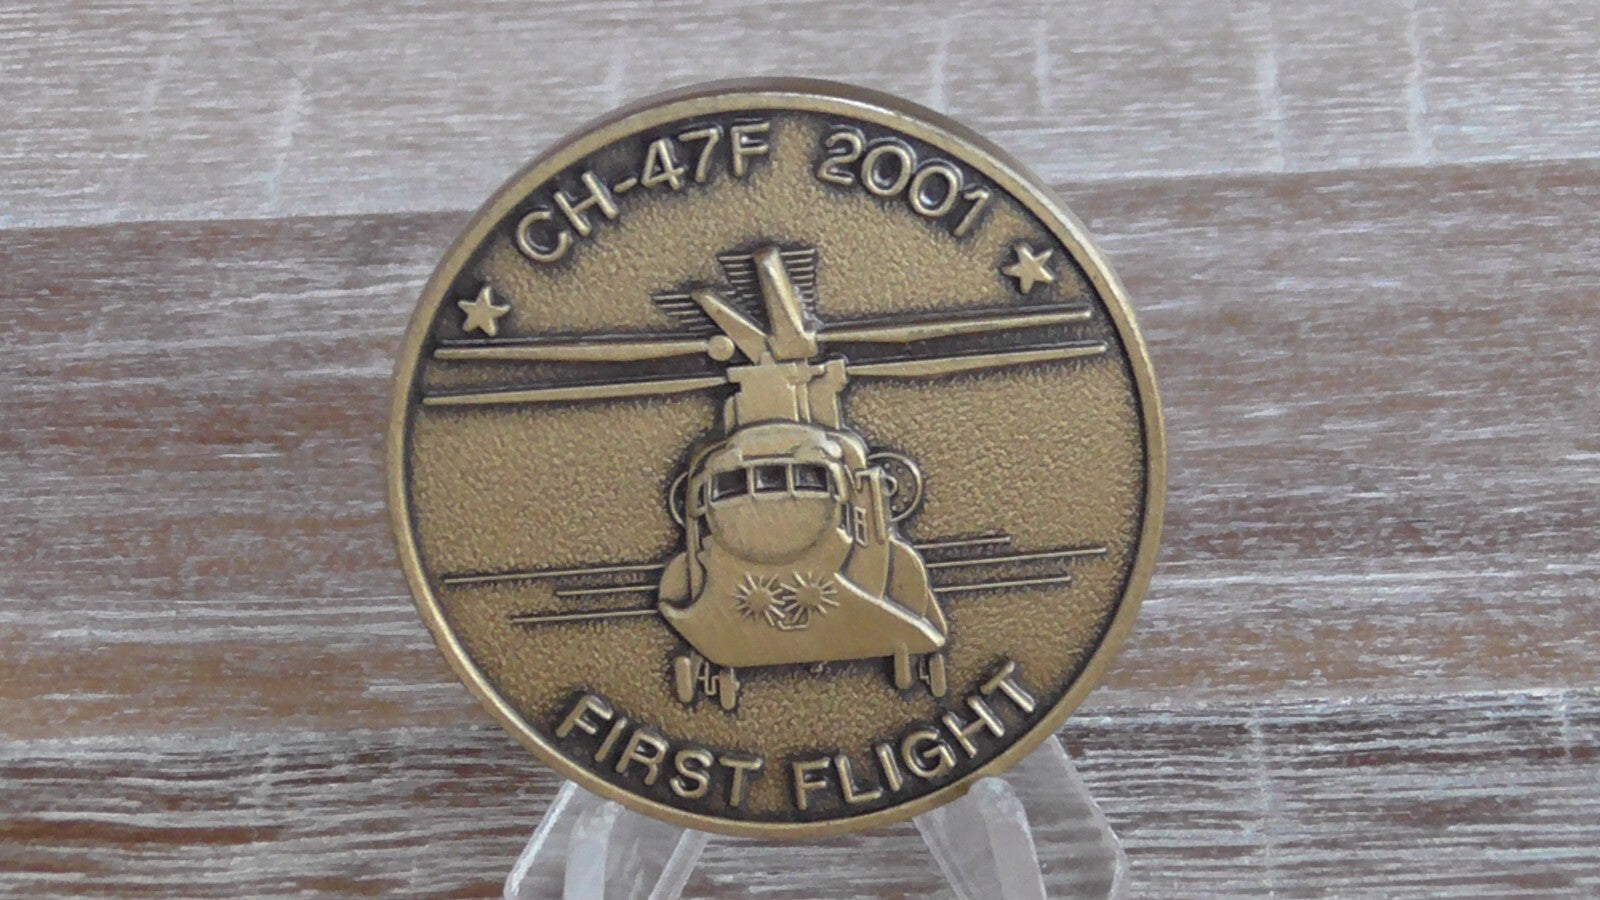 CH-47F 2001
FIRST FLIGHT